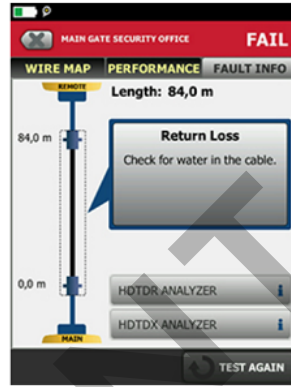 MAIN GATE SECURITY OFFICE FAIL
WIRE MAP PERFORMANCE FAULT INFO
REMOTE
Length: 84,0 m
84,0 m
Return Loss
Check for water in the cable.
0,0 m
HDTDR ANALYZER i
HDTDX ANALYZER i
MAIN
TEST AGAIN